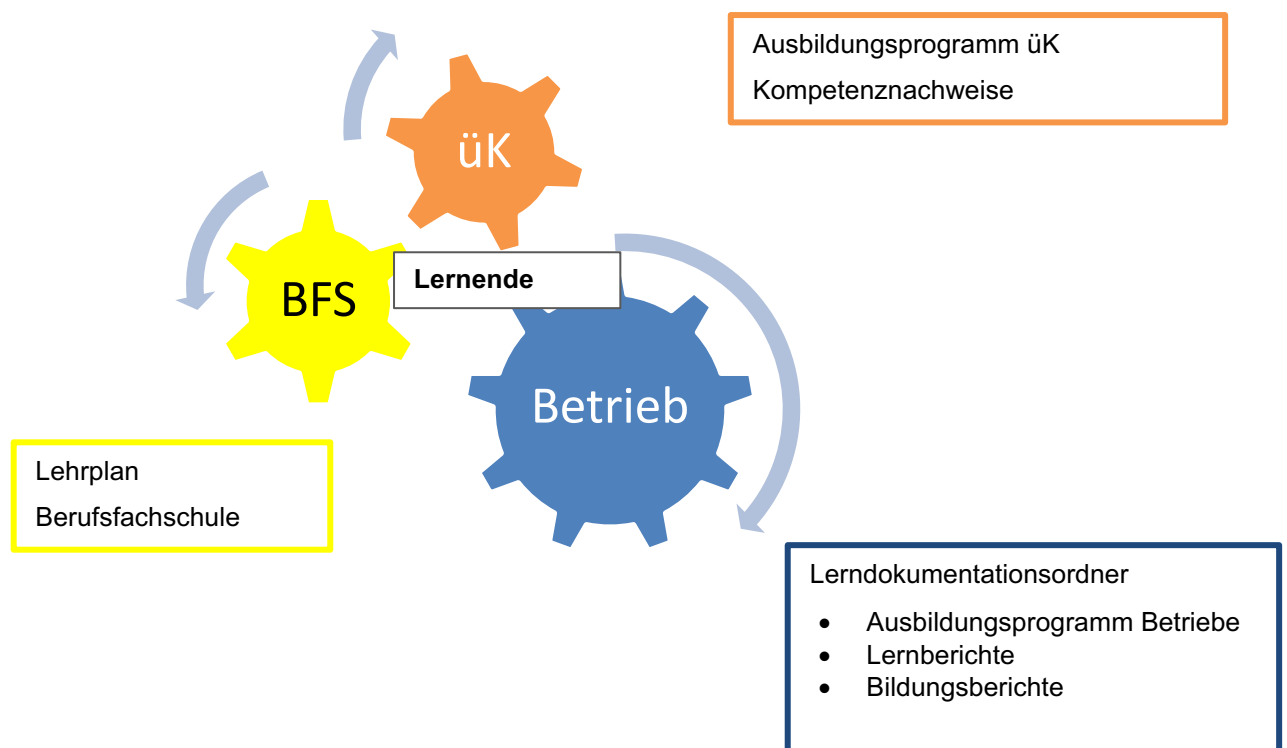 Ausbildungsprogramm üK
Kompetenznachweise
üK
BFS
Lernende
Betrieb
Lehrplan
Berufsfachschule
Lerndokumentationsordner
• Ausbildungsprogramm Betriebe
• Lernberichte
• Bildungsberichte